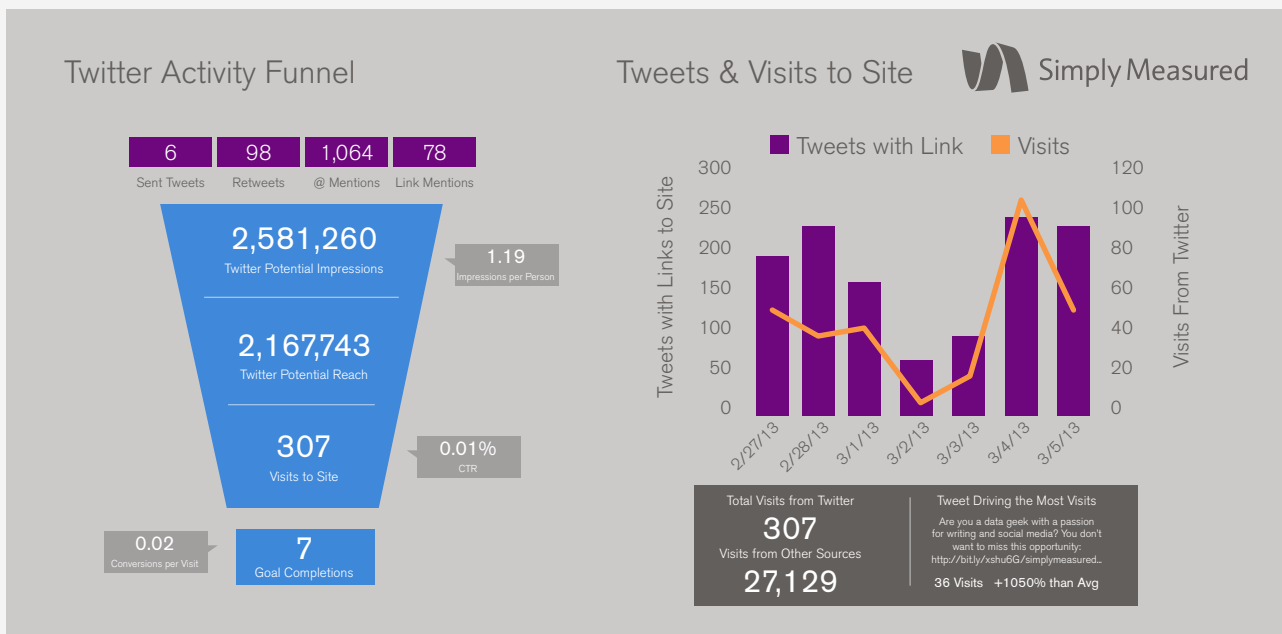 Twitter Activity Funnel
6
98
1,064
78
Sent Tweets
Retweets
@ Mentions
Link Mentions
2,581,260
Twitter Potential Impressions
1.19
Impressions per Person
2,167,743
Twitter Potential Reach
307
Visits to Site
0.01%
CTR
0.02
Conversions per Visit
7
Goal Completions
Tweets & Visits to Site
Simply Measured
Tweets with Link
Visits
Tweets with Links to Site
300
250
200
150
100
50
0
120
100
80
60
40
20
0
Visits From Twitter
2/27/13
2/28/13
3/1/13
3/2/13
3/3/13
3/4/13
3/5/13
Total Visits from Twitter
307
Visits from Other Sources
27,129
Tweet Driving the Most Visits
Are you a data geek with a passion
for writing and social media? You don't
want to miss this opportunity:
http://bit.ly/xshu6G/simplymeasured...
36 Visits +1050% than Avg